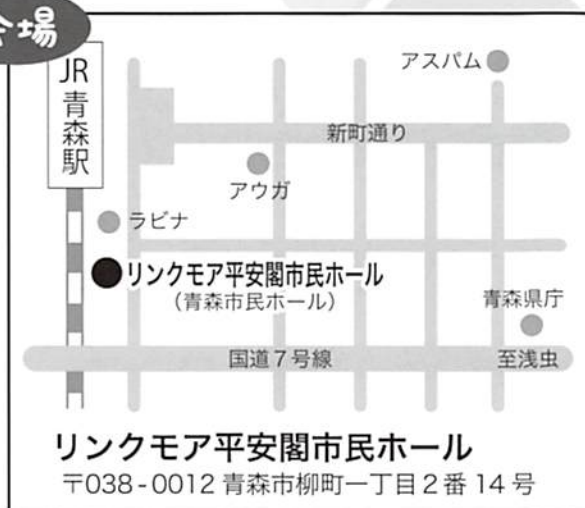 会場
JR青森駅
アスパム
新町通り
アウガ
ラビナ
リンクモア平安閣市民ホール
（青森市民ホール）
青森県庁
国道７号線
至浅虫
リンクモア平安閣市民ホール
〒038-0012 青森市柳町一丁目２番 14 号